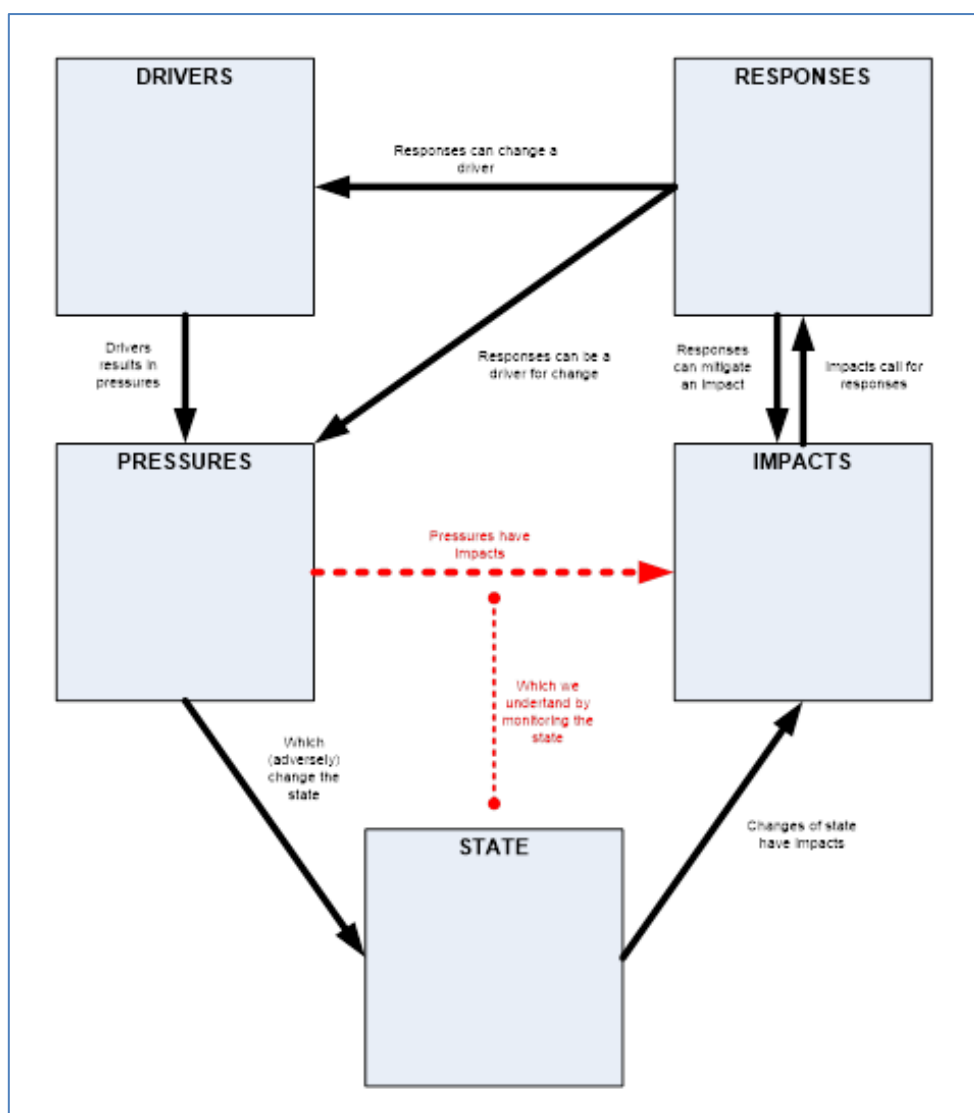 DRIVERS
RESPONSES
Responses can change a
driver
Drivers
results in
pressures
Responses can be a
driver for change
Responses
can mitigate
an Impact
Impacts call for
responses
PRESSURES
IMPACTS
Pressures have
Impacts
Which we
undertand by
monitoring the
state
Which
(adversely)
change the
state
Changes of state
have Impacts
STATE